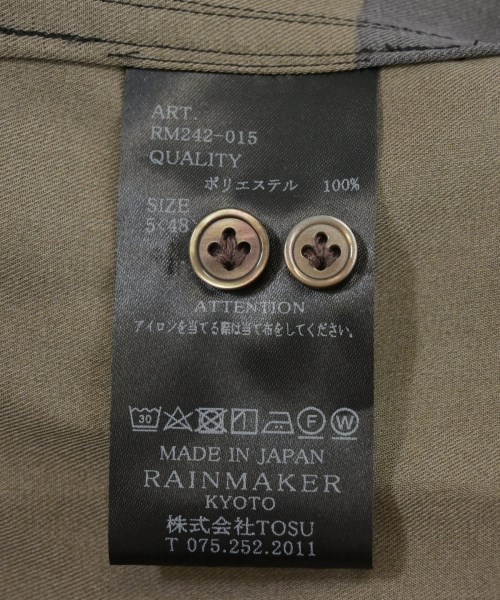 ART.
RM242-015
QUALITY
ポリエステル 100%
SIZE
5<48
ATTENTION
アイロンを当てる際は当て布をしてください。
30 F W
MADE IN JAPAN
RAINMAKER
KYOTO
株式会社TOSU
T 075.252.2011